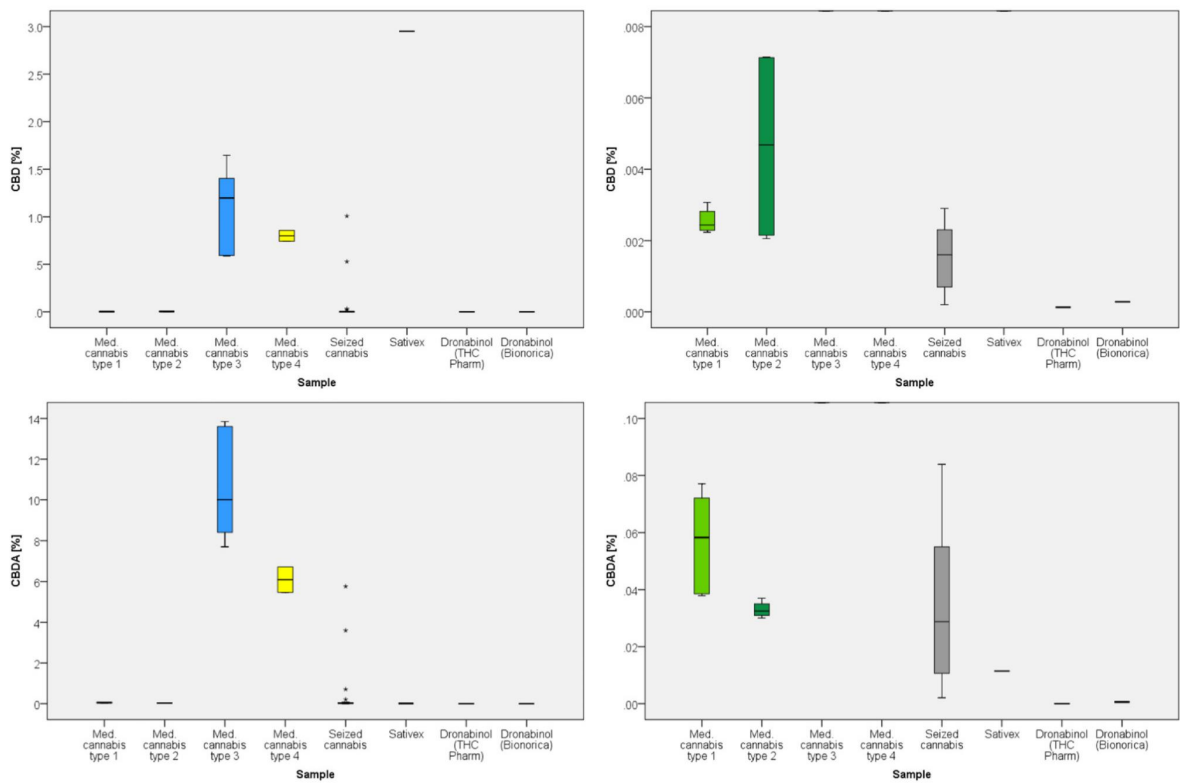 3.0
2.5
2.0
1.5
1.0
.5
.0
CBD [%]
Med.
cannabis
type 1
Med.
cannabis
type 2
Med.
cannabis
type 3
Med.
cannabis
type 4
Seized
cannabis
Sativex
Dronabinol
(THC
Pharm)
Dronabinol
(Bionorica)
Sample
.008
.006
.004
.002
.000
CBD [%]
Med.
cannabis
type 1
Med.
cannabis
type 2
Med.
cannabis
type 3
Med.
cannabis
type 4
Seized
cannabis
Sativex
Dronabinol
(THC
Pharm)
Dronabinol
(Bionorica)
Sample
14
12
10
8
6
4
2
0
CBDA [%]
Med.
cannabis
type 1
Med.
cannabis
type 2
Med.
cannabis
type 3
Med.
cannabis
type 4
Seized
cannabis
Sativex
Dronabinol
(THC
Pharm)
Dronabinol
(Bionorica)
Sample
.10
.08
.06
.04
.02
.00
CBDA [%]
Med.
cannabis
type 1
Med.
cannabis
type 2
Med.
cannabis
type 3
Med.
cannabis
type 4
Seized
cannabis
Sativex
Dronabinol
(THC
Pharm)
Dronabinol
(Bionorica)
Sample